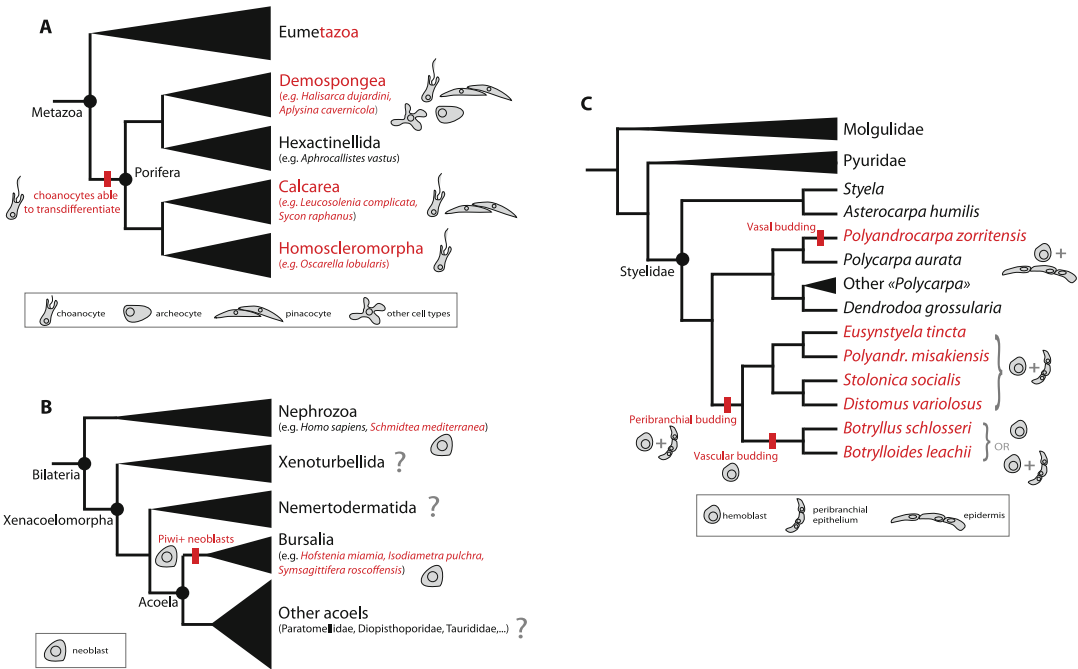 A
Eumetazoa
Demospongea
(e.g. Halisarca dujardini,
Aplysina cavernicola)
Metazoa
Hexactinellida
(e.g. Aphrocallistes vastus)
Porifera
choanocytes able
to transdifferentiate
Calcarea
(e.g. Leucosolenia complicata,
Sycon raphanus)
Homoscleromorpha
(e.g. Oscarella lobularis)
choanocyte
archeocyte
pinacocyte
other cell types
B
Nephrozoa
(e.g. Homo sapiens, Schmidtea mediterranea)
Bilateria
Xenoturbellida ?
Xenacoelomorpha
Nemertodermatida ?
Piwi+ neoblasts
Bursalia
(e.g. Hofstenia miamia, Isodiametra pulchra,
Symsagittifera roscoffensis)
Acoela
Other acoels
(Paratomellidae, Diopisthoporidae, Taurididae,...) ?
neoblast
C
Molgulidae
Pyuridae
Styela
Asterocarpa humilis
Vasal budding
Polyandrocarpa zorritensis
+
Styelidae
Polycarpa aurata
Other «Polycarpa»
Dendrodoa grossularia
Eusynstyela tincta
Polyandr. misakiensis
+
Stolonica socialis
Distomus variolosus
Peribranchial budding
+
Botryllus schlosseri
OR
Vascular budding
Botrylloides leachii
+
hemoblast
peribranchial
epithelium
epidermis